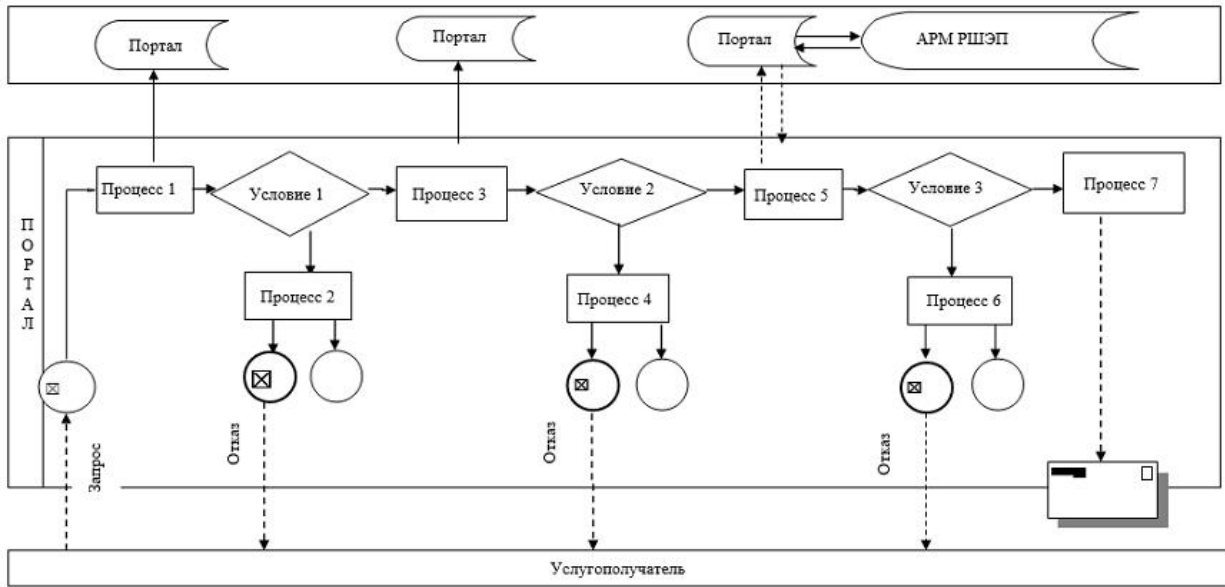 Портал
Портал
Портал
АРМ РШЭП
ПОРТАЛ
Процесс 1
Условие 1
Процесс 3
Условие 2
Процесс 5
Условие 3
Процесс 7
Процесс 2
Процесс 4
Процесс 6
Запрос
Отказ
Отказ
Отказ
Услугополучатель